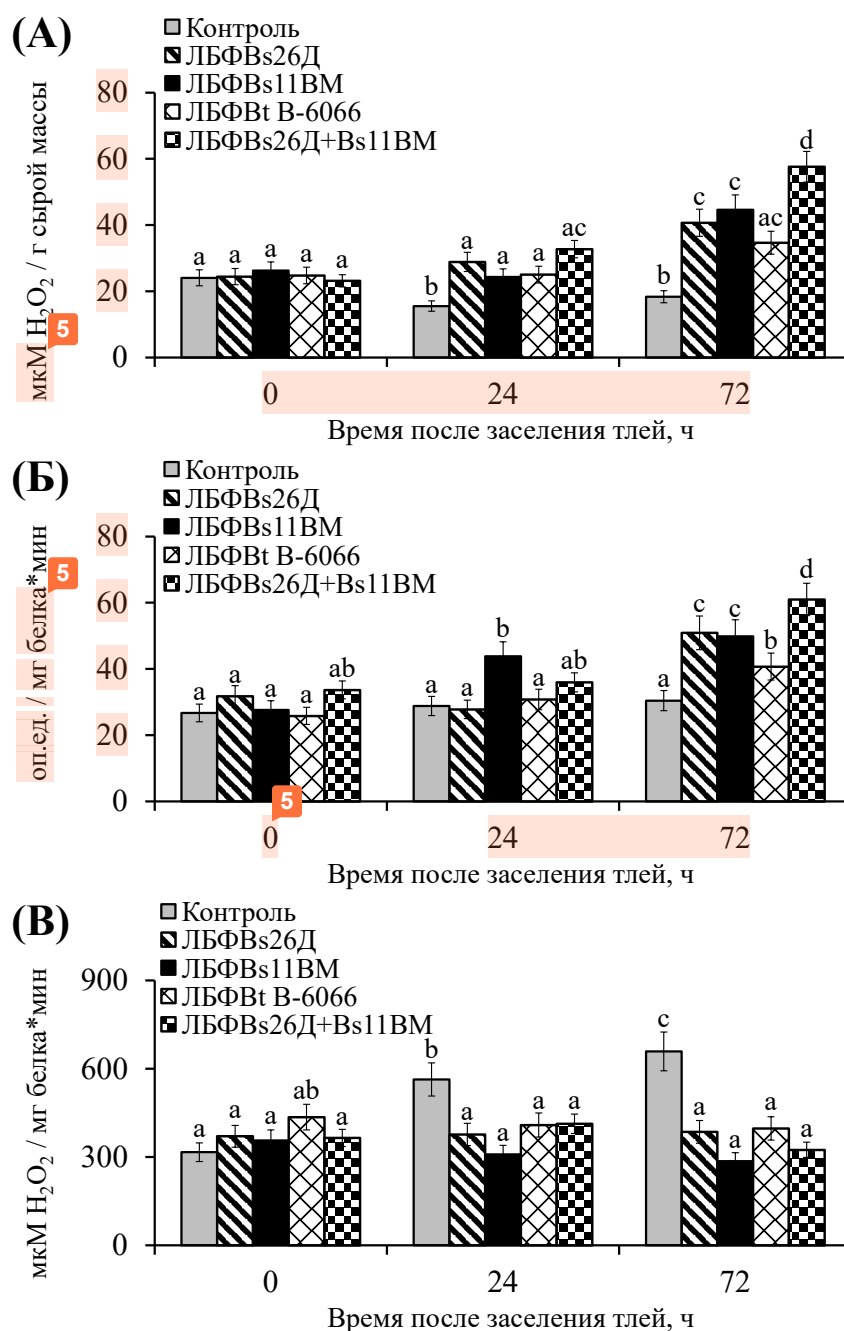 (А)
Контроль
ЛБФBs26Д
ЛБФBs11ВМ
ЛБФBt В-6066
ЛБФBs26Д+Bs11ВМ
мкМ H₂O₂ / г сырой массы
5
80
60
40
20
0
a a a a a
b a a a ac
b c c ac d
0 24 72
Время после заселения тлей, ч
(Б)
Контроль
ЛБФBs26Д
ЛБФBs11ВМ
ЛБФBt В-6066
ЛБФBs26Д+Bs11ВМ
оп.ед. / мг белка*мин
5
80
60
40
20
0
a a a a ab
a a b a ab
a c c b d
5
0 24 72
Время после заселения тлей, ч
(В)
Контроль
ЛБФBs26Д
ЛБФBs11ВМ
ЛБФBt В-6066
ЛБФBs26Д+Bs11ВМ
мкМ H₂O₂ / мг белка*мин
900
600
300
0
a a a ab a
b a a a a
c a a a a
0 24 72
Время после заселения тлей, ч